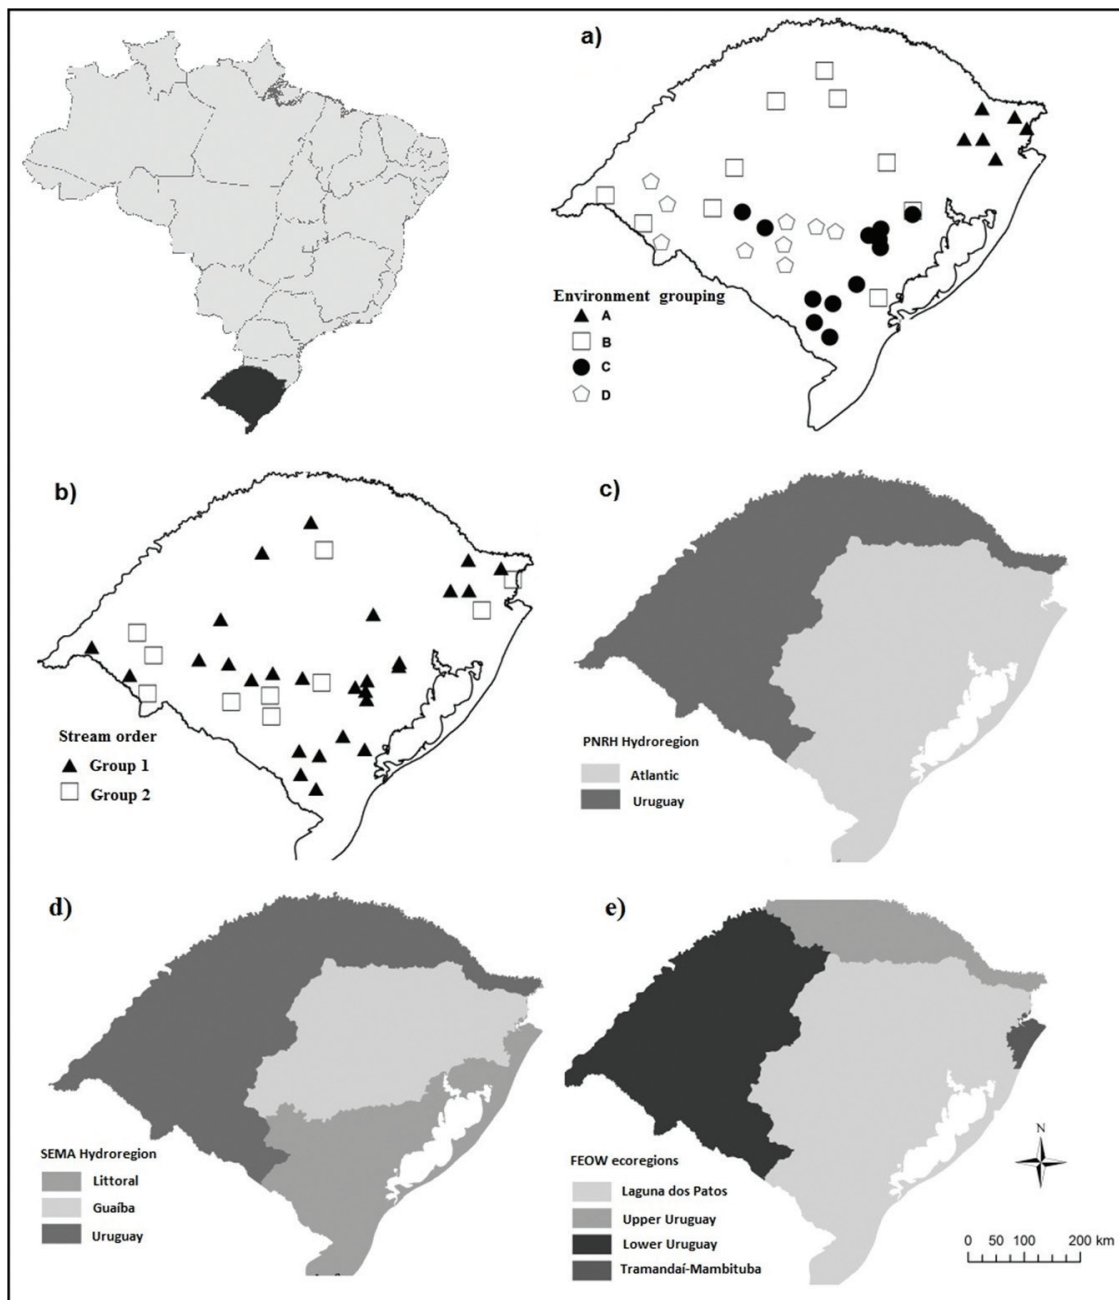 a)
Environment grouping
A
B
C
D
b)
Stream order
Group 1
Group 2
c)
PNRH Hydroregion
Atlantic
Uruguay
d)
SEMA Hydroregion
Littoral
Guaíba
Uruguay
e)
FEOW ecoregions
Laguna dos Patos
Upper Uruguay
Lower Uruguay
Tramandaí-Mambituba
N
0 50 100 200 km